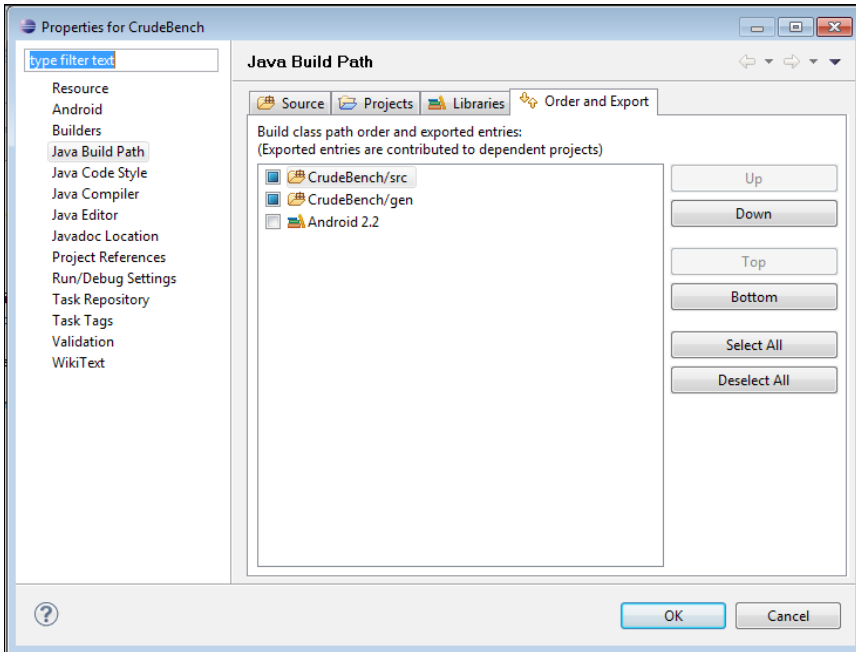 Properties for CrudeBench
type filter text
Resource
Android
Builders
Java Build Path
Java Code Style
Java Compiler
Java Editor
Javadoc Location
Project References
Run/Debug Settings
Task Repository
Task Tags
Validation
WikiText
Java Build Path
Source Projects Libraries Order and Export
Build class path order and exported entries:
(Exported entries are contributed to dependent projects)
CrudeBench/src
CrudeBench/gen
Android 2.2
Up
Down
Top
Bottom
Select All
Deselect All
? OK Cancel